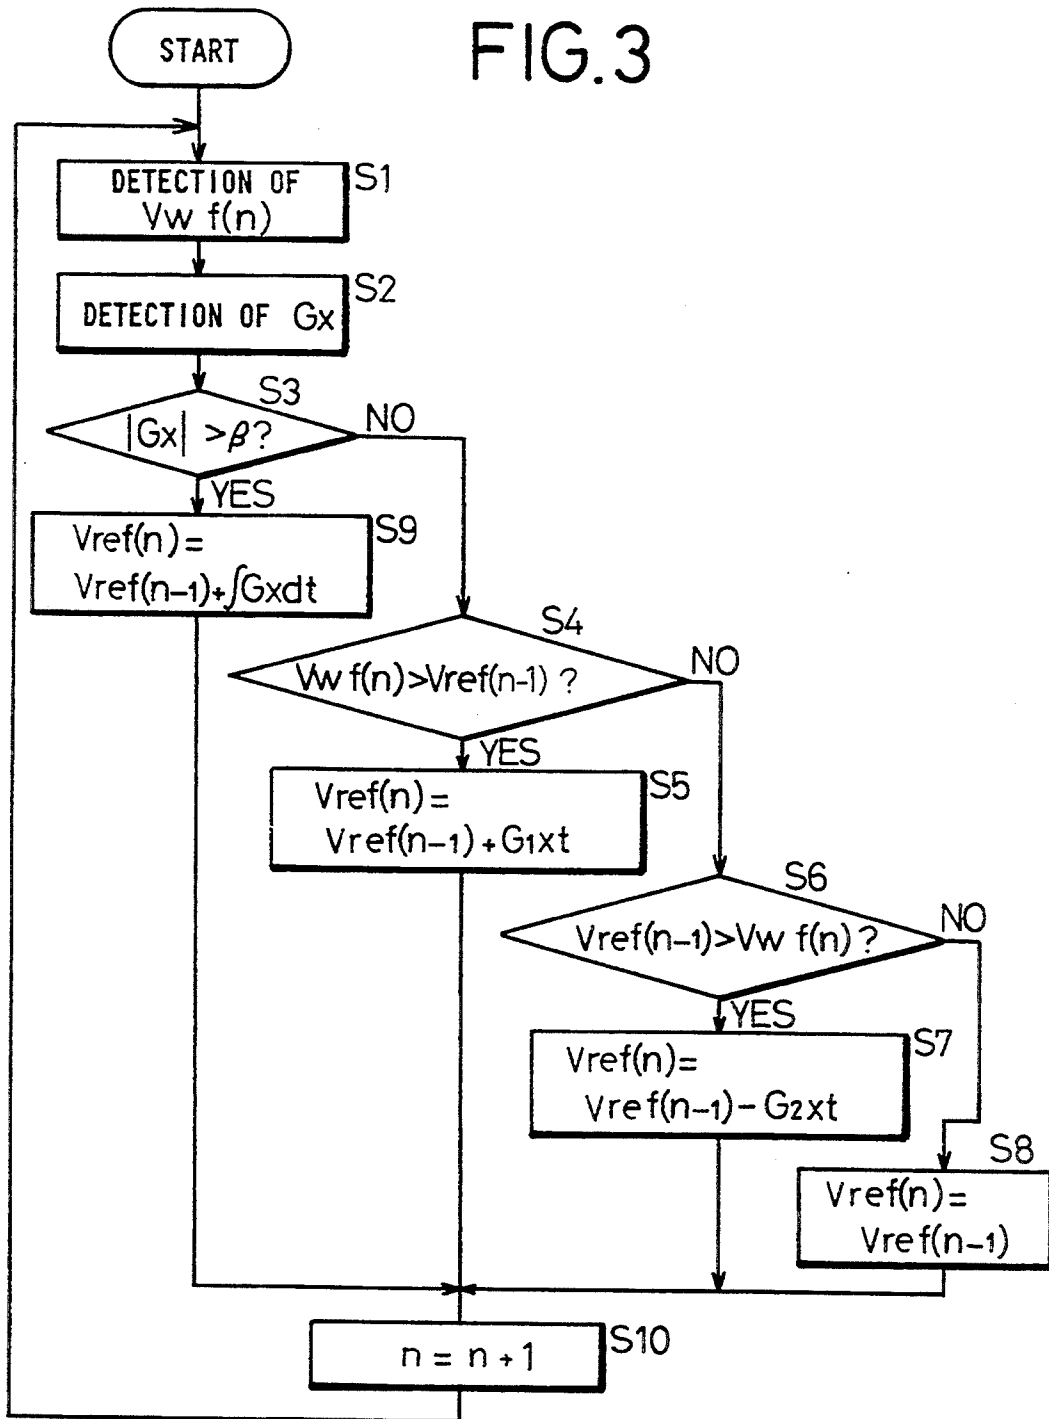 FIG.3
START
DETECTION OF
Vw f(n)
S1
DETECTION OF Gx
S2
S3
|Gx| >β?
NO
YES
Vref(n)=
Vref(n-1)+∫Gxdt
S9
S4
Vw f(n)>Vref(n-1) ?
NO
YES
Vref(n)=
Vref(n-1)+G1xt
S5
S6
Vref(n-1)>Vw f(n) ?
NO
YES
Vref(n)=
Vref(n-1)-G2xt
S7
S8
Vref(n)=
Vref(n-1)
n = n + 1
S10